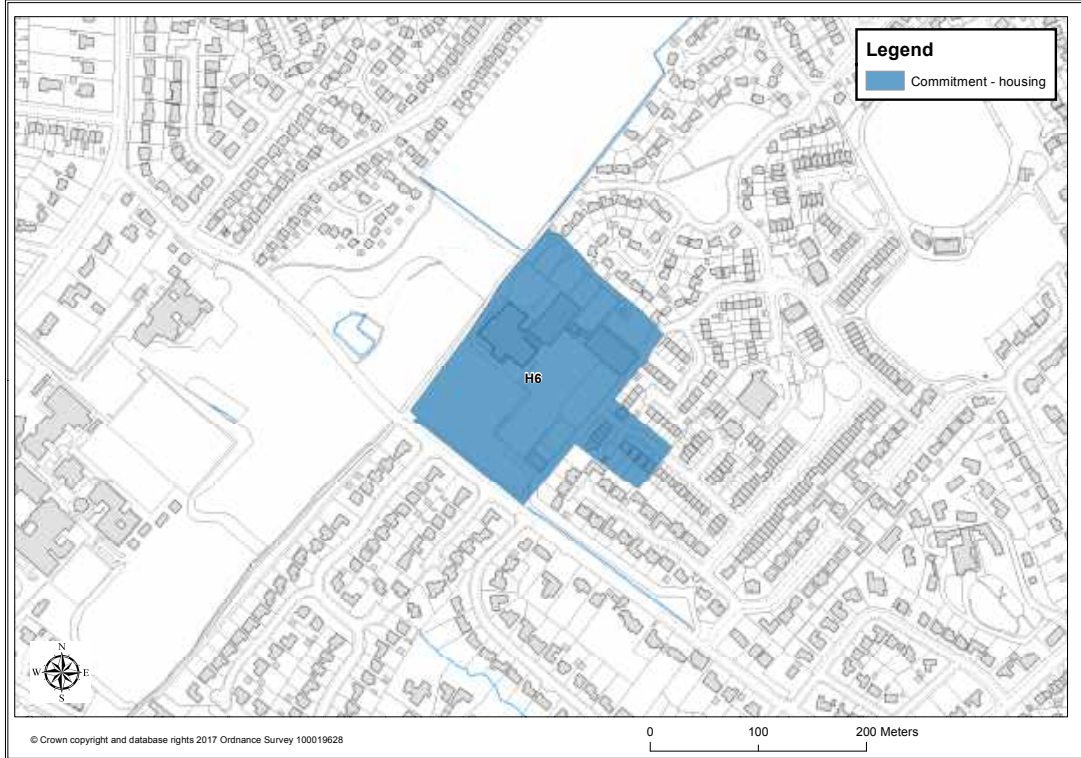 Legend
Commitment - housing
H6
N
W E
S
© Crown copyright and database rights 2017 Ordnance Survey 100019628
0 100 200 Meters